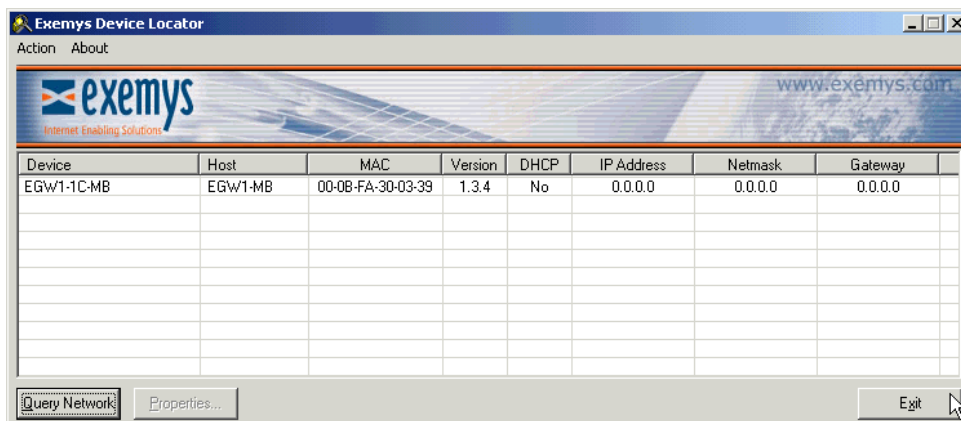 Exemys Device Locator
Action About
exemys
www.exemys.com
Internet Enabling Solutions
Device Host MAC Version DHCP IP Address Netmask Gateway
EGW1-1C-MB EGW1-MB 00-0B-FA-30-03-39 1.3.4 No 0.0.0.0 0.0.0.0 0.0.0.0
Query Network Properties... Exit